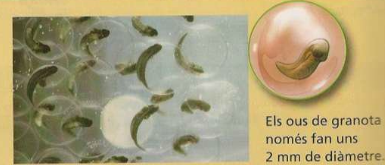 Els ous de granota
només fan uns
2 mm de diàmetre.